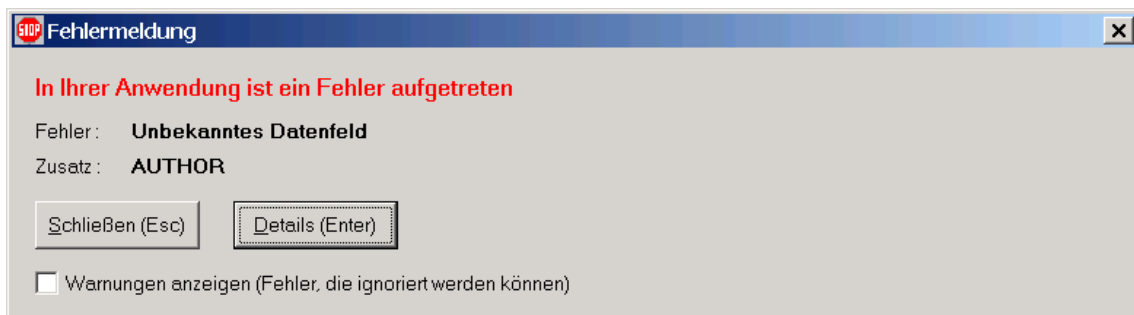 STOP Fehlermeldung
In Ihrer Anwendung ist ein Fehler aufgetreten
Fehler : Unbekanntes Datenfeld
Zusatz : AUTHOR
Schließen (Esc) Details (Enter)
Warnungen anzeigen (Fehler, die ignoriert werden können)